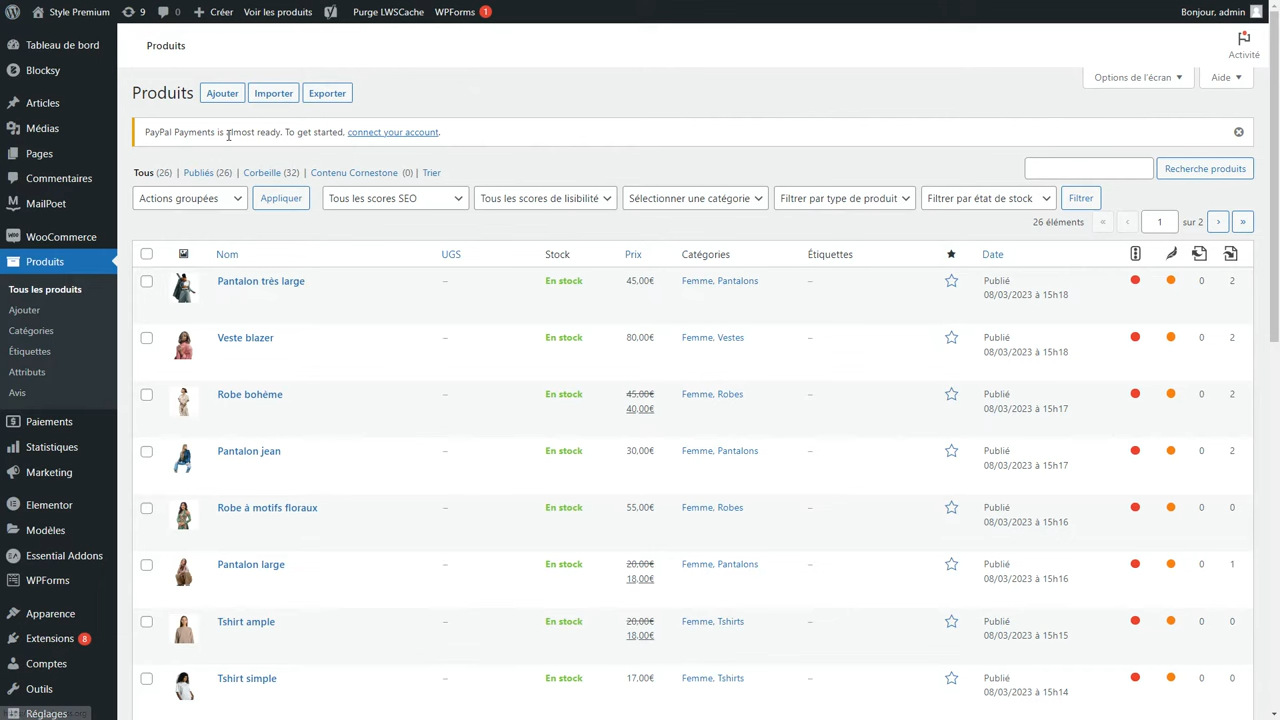 Style Premium 9 0 Créer Voir les produits Purge LWSCache WPForms 1 Bonjour, admin
Tableau de bord
Blocksy
Articles
Médias
Pages
Commentaires
MailPoet
WooCommerce
Produits
Tous les produits
Ajouter
Catégories
Étiquettes
Attributs
Avis
Paiements
Statistiques
Marketing
Elementor
Modèles
Essential Addons
WPForms
Apparence
Extensions 8
Comptes
Outils
Réglages
Produits
Activité
Options de l'écran Aide
Produits Ajouter Importer Exporter
PayPal Payments is almost ready. To get started, connect your account.
Tous (26) Publiés (26) Corbeille (32) Contenu Cornestone (0) Trier
Recherche produits
Actions groupées Appliquer Tous les scores SEO Tous les scores de lisibilité Sélectionner une catégorie Filtrer par type de produit Filtrer par état de stock Filtrer
26 éléments « ‹ 1 sur 2 › »
Nom UGS Stock Prix Catégories Étiquettes Date
Pantalon très large – En stock 45,00€ Femme, Pantalons – Publié 0 2
08/03/2023 à 15h18
Veste blazer – En stock 80,00€ Femme, Vestes – Publié 0 2
08/03/2023 à 15h18
Robe bohème – En stock 45,00€ Femme, Robes – Publié 0 2
40,00€ 08/03/2023 à 15h17
Pantalon jean – En stock 30,00€ Femme, Pantalons – Publié 0 2
08/03/2023 à 15h17
Robe à motifs floraux – En stock 55,00€ Femme, Robes – Publié 0 0
08/03/2023 à 15h16
Pantalon large – En stock 20,00€ Femme, Pantalons – Publié 0 1
18,00€ 08/03/2023 à 15h16
Tshirt ample – En stock 20,00€ Femme, Tshirts – Publié 0 0
18,00€ 08/03/2023 à 15h15
Tshirt simple – En stock 17,00€ Femme, Tshirts – Publié 0 0
08/03/2023 à 15h14